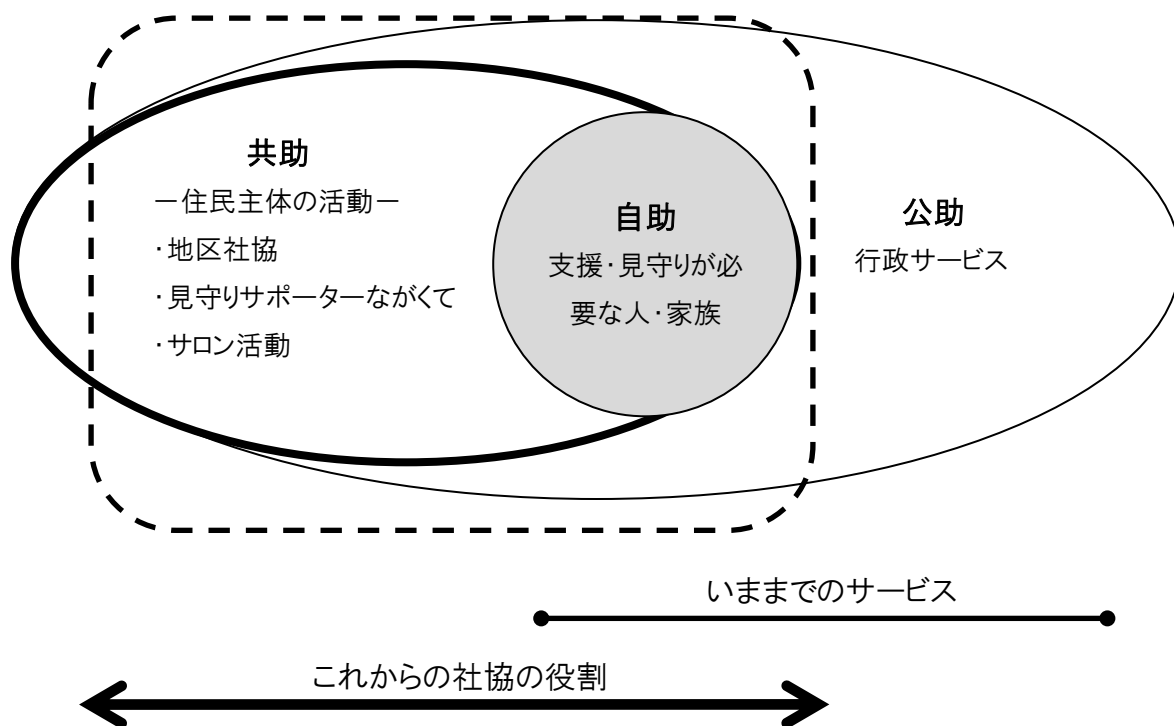 共助
－住民主体の活動－
・地区社協
・見守りサポーターながくて
・サロン活動
自助
支援・見守りが必
要な人・家族
公助
行政サービス
いままでのサービス
これからの社協の役割